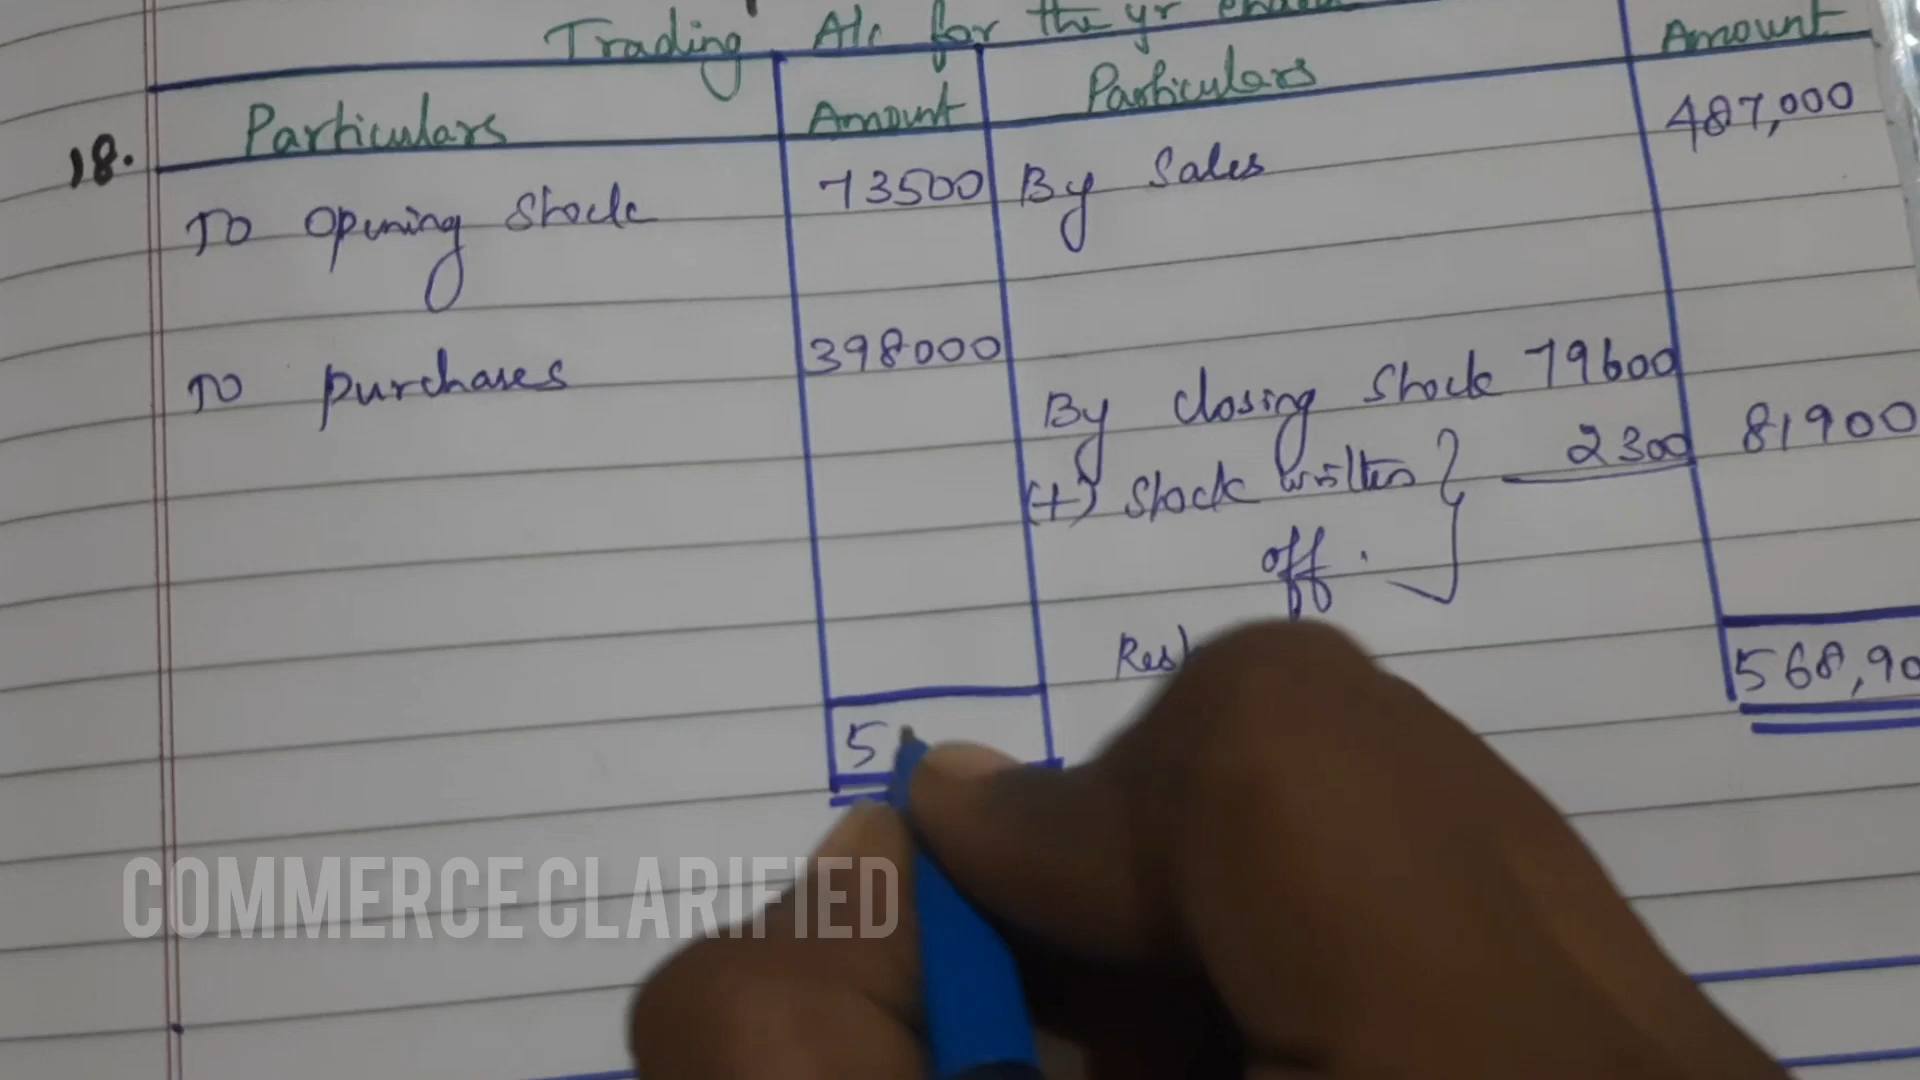 Trading A/c for the yr ended
Particulars Amount Particulars Amount
18.
To Opening Stock 73500 By Sales 487,000
To purchases 398000
By closing Stock 79600
(+) Stock written 2300 81900
off.
568,90
5
COMMERCE CLARIFIED